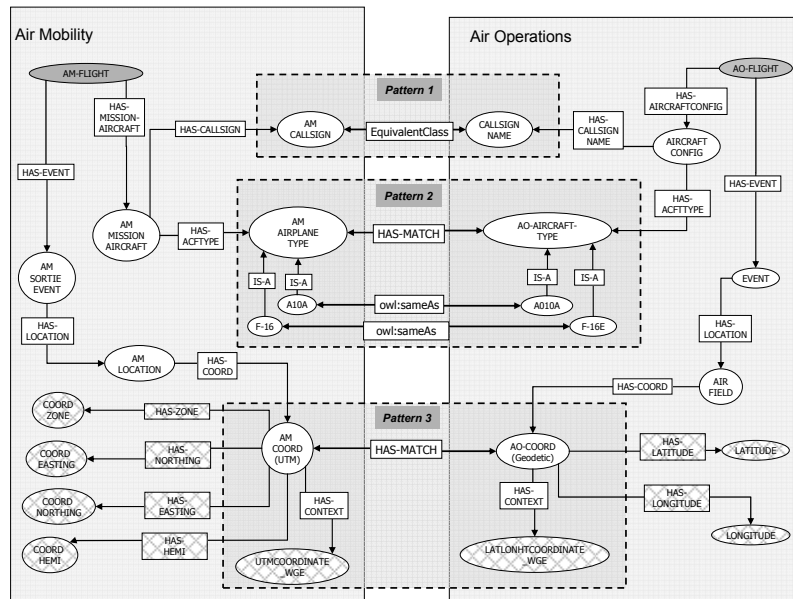 Air Mobility
Air Operations
AM-FLIGHT
AO-FLIGHT
Pattern 1
HAS-
MISSION-
AIRCRAFT
HAS-
AIRCRAFTCONFIG
HAS-CALLSIGN
AM
CALLSIGN
EquivalentClass
CALLSIGN
NAME
HAS-
CALLSIGN
NAME
AIRCRAFT
CONFIG
HAS-EVENT
HAS-EVENT
Pattern 2
HAS-
ACFTTYPE
AM
MISSION
AIRCRAFT
HAS-
ACFTYPE
AM
AIRPLANE
TYPE
HAS-MATCH
AO-AIRCRAFT-
TYPE
AM
SORTIE
EVENT
IS-A
IS-A
IS-A
IS-A
EVENT
A10A
owl:sameAs
A010A
F-16
owl:sameAs
F-16E
HAS-
LOCATION
HAS-
LOCATION
AM
LOCATION
HAS-
COORD
HAS-COORD
AIR
FIELD
Pattern 3
COORD
ZONE
HAS-ZONE
AM
COORD
(UTM)
HAS-MATCH
AO-COORD
(Geodetic)
HAS-
LATITUDE
LATITUDE
COORD
EASTING
HAS-
NORTHING
COORD
NORTHING
HAS-
EASTING
HAS-
CONTEXT
HAS-
CONTEXT
HAS-
LONGITUDE
LONGITUDE
COORD
HEMI
HAS-
HEMI
UTMCOORDINATE
_WGE
LATLONHTCOORDINATE
_WGE